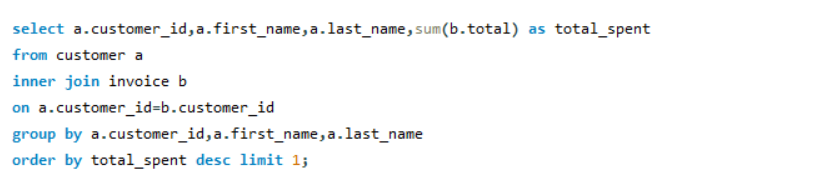 select a.customer_id,a.first_name,a.last_name,sum(b.total) as total_spent
from customer a
inner join invoice b
on a.customer_id=b.customer_id
group by a.customer_id,a.first_name,a.last_name
order by total_spent desc limit 1;